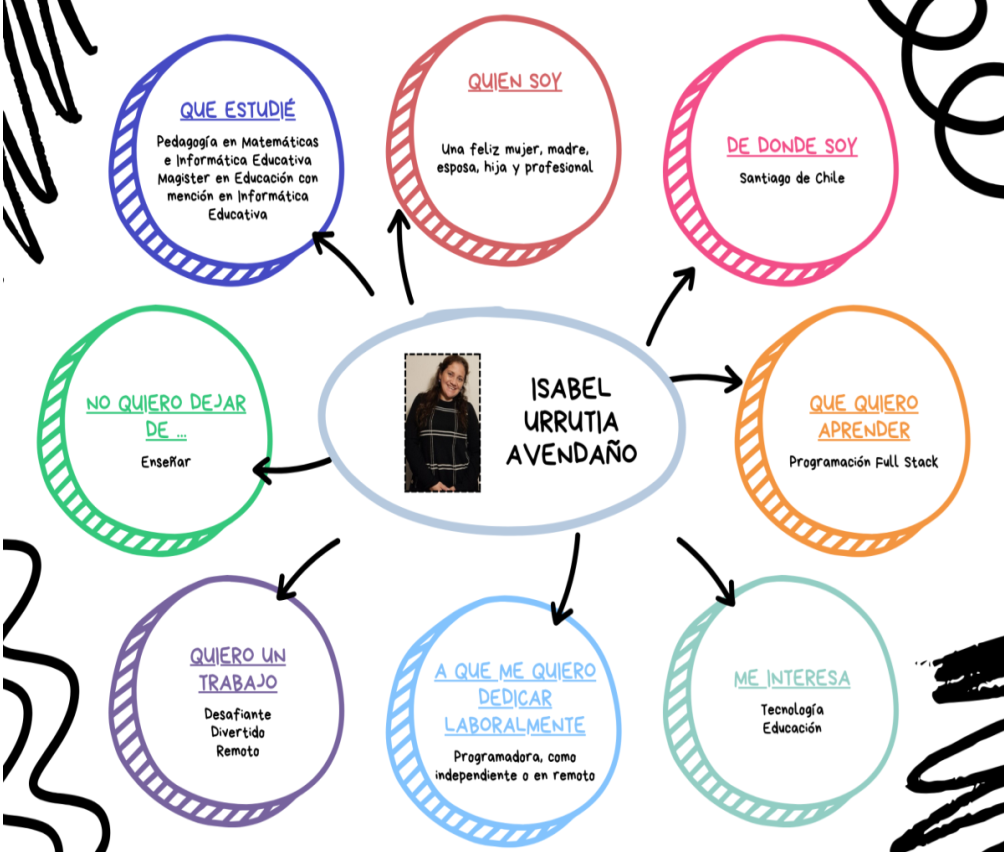 QUE ESTUDIÉ
Pedagogía en Matemáticas
e Informática Educativa
Magister en Educación con
mención en Informática
Educativa
QUIEN SOY
Una feliz mujer, madre,
esposa, hija y profesional
DE DONDE SOY
Santiago de Chile
NO QUIERO DEJAR
DE ...
Enseñar
ISABEL
URRUTIA
AVENDAÑO
QUE QUIERO
APRENDER
Programación Full Stack
QUIERO UN
TRABAJO
Desafiante
Divertido
Remoto
A QUE ME QUIERO
DEDICAR
LABORALMENTE
Programadora, como
independiente o en remoto
ME INTERESA
Tecnología
Educación